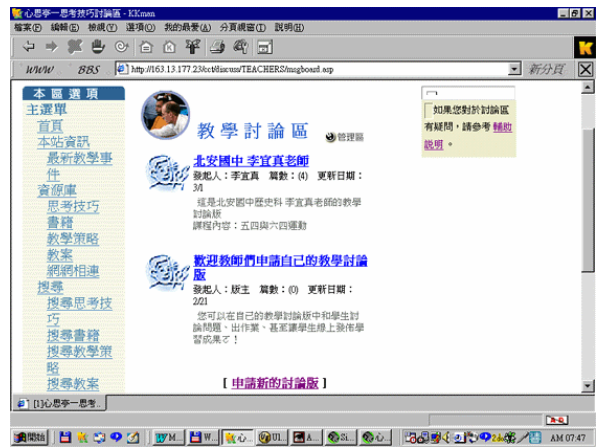 心思亭一思考技巧討論區 - KKman
檔案(F) 編輯(E) 檢視(V) 選項(O) 我的最愛(A) 分頁視窗(I) 說明(H)
WWW BBS http://163.13.177.23/cct/discuss/TEACHERS/msgboard.asp 新分頁
本區選項
主選單
首頁
本站資訊
最新教學事
件
資源庫
思考技巧
書籍
教學策略
教案
網網相連
搜尋
搜尋思考技
巧
搜尋書籍
搜尋教學策
略
搜尋教案
教學討論區 管理區
北安國中 李宜真老師
發起人：李宜真 篇數：(4) 更新日期：
3/1
這是北安國中歷史科 李宜真老師的教學
討論版
課程內容：五四與六四運動
歡迎教師們申請自己的教學討論
版
發起人：版主 篇數：(0) 更新日期：
2/21
您可以在自己的教學討論版中和學生討
論問題、出作業、甚至讓學生線上發佈學
習成果了！
[ 申請新的討論版 ]
如果您對於討論區
有疑問，請參考 輔助
說明。
[1]心思亭一思考..
開始 M... W... 心... UI... A... Si... 心... AM 07:47